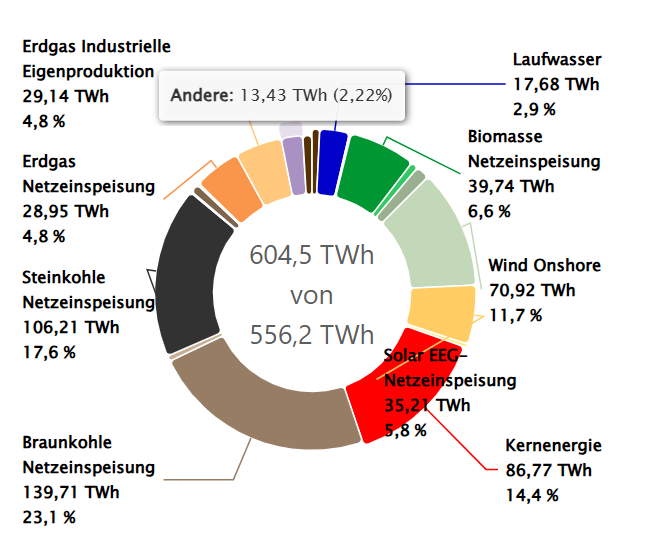 Erdgas Industrielle
Eigenproduktion
29,14 TWh
4,8 %
Andere: 13,43 TWh (2,22%)
Laufwasser
17,68 TWh
2,9 %
Biomasse
Netzeinspeisung
39,74 TWh
6,6 %
Erdgas
Netzeinspeisung
28,95 TWh
4,8 %
Wind Onshore
70,92 TWh
11,7 %
604,5 TWh
von
556,2 TWh
Steinkohle
Netzeinspeisung
106,21 TWh
17,6 %
Solar EEG-
Netzeinspeisung
35,21 TWh
5,8 %
Braunkohle
Netzeinspeisung
139,71 TWh
23,1 %
Kernenergie
86,77 TWh
14,4 %